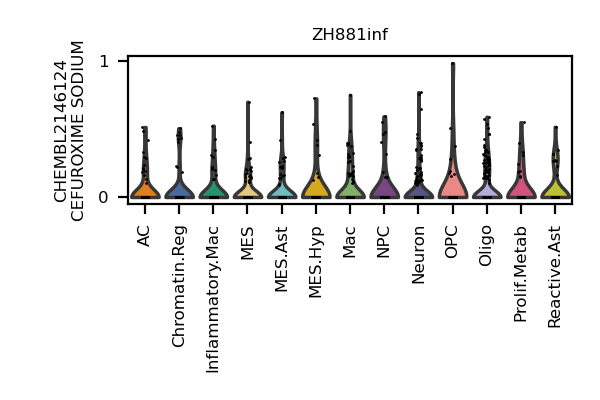 ZH881inf
CHEMBL2146124
CEFUROXIME SODIUM
1
0
AC
Chromatin.Reg
Inflammatory.Mac
MES
MES.Ast
MES.Hyp
Mac
NPC
Neuron
OPC
Oligo
Prolif.Metab
Reactive.Ast